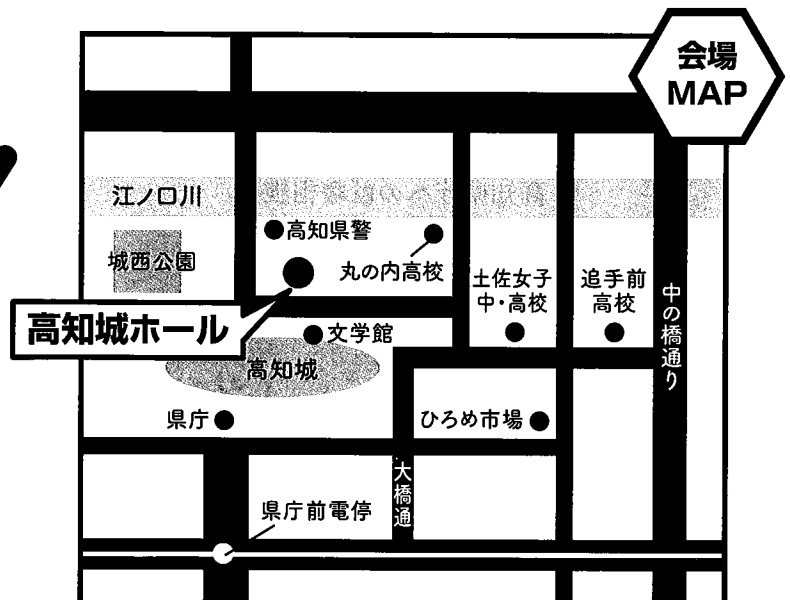 会場
MAP
江ノ口川
高知県警
丸の内高校
城西公園
土佐女子
中・高校
追手前
高校
中の橋通り
高知城ホール
文学館
高知城
県庁
ひろめ市場
大橋通
県庁前電停